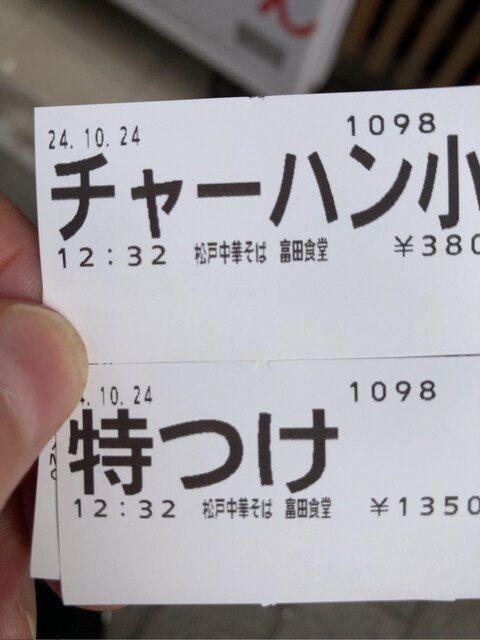 ん
24.10.24 1098
チャーハン小
12:32 松戸中華そば 富田食堂 ¥380
.10.24 1098
特つけ
12:32 松戸中華そば 富田食堂 ¥1350